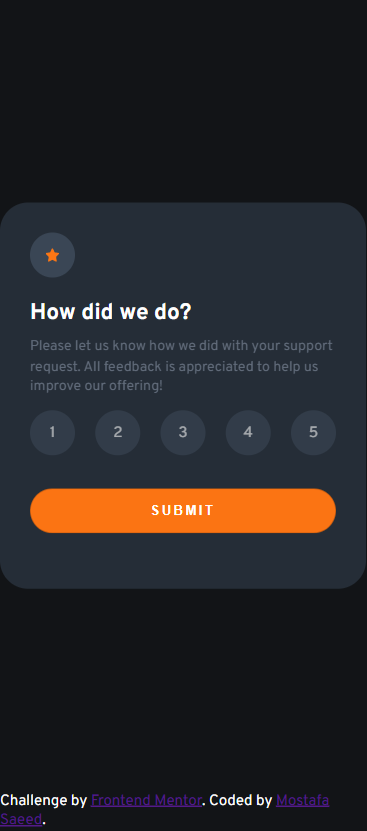 How did we do?
Please let us know how we did with your support
request. All feedback is appreciated to help us
improve our offering!
1 2 3 4 5
SUBMIT
Challenge by Frontend Mentor. Coded by Mostafa
Saeed.